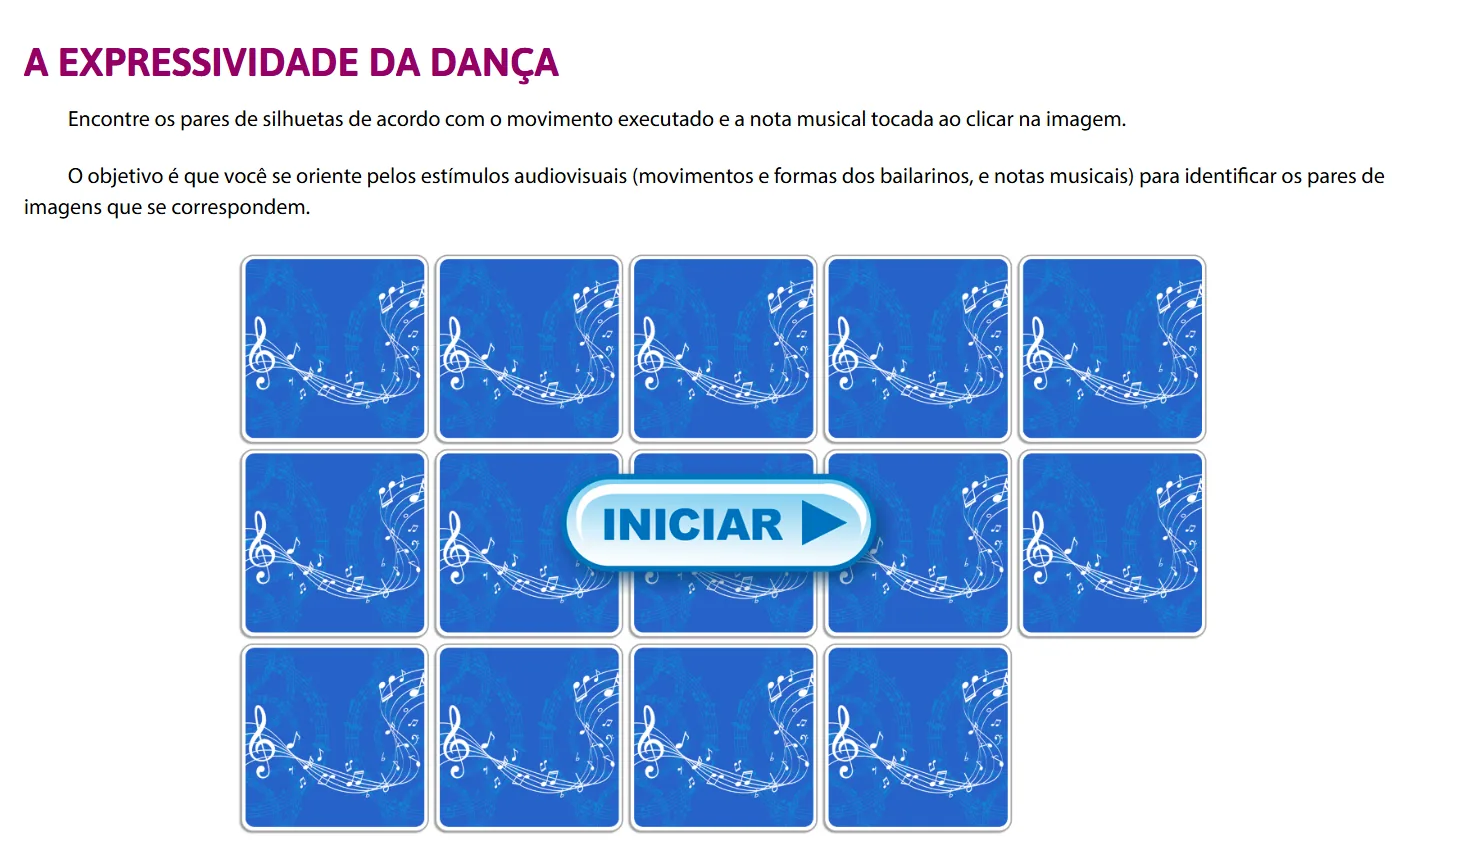 A EXPRESSIVIDADE DA DANÇA
Encontre os pares de silhuetas de acordo com o movimento executado e a nota musical tocada ao clicar na imagem.
O objetivo é que você se oriente pelos estímulos audiovisuais (movimentos e formas dos bailarinos, e notas musicais) para identificar os pares de
imagens que se correspondem.
INICIAR